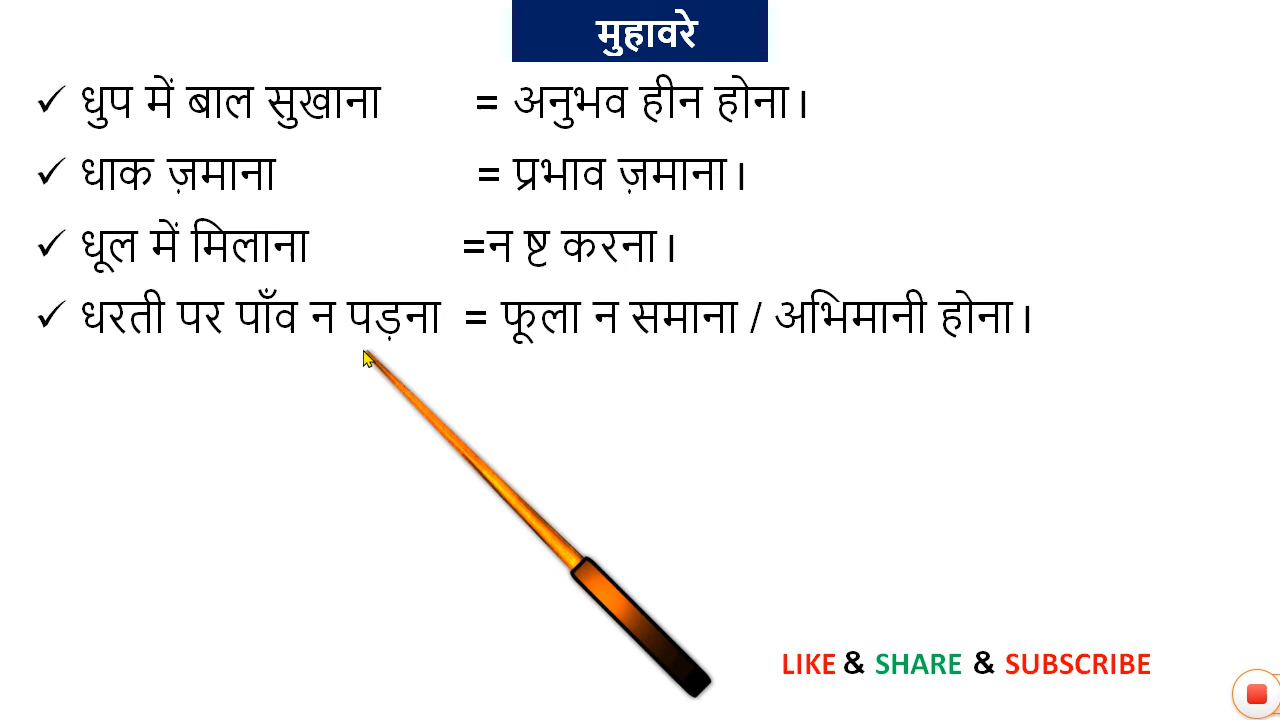 मुहावरे
✓ धुप में बाल सुखाना = अनुभव हीन होना।
✓ धाक ज़माना = प्रभाव ज़माना।
✓ धूल में मिलाना =न ष्ट करना।
✓ धरती पर पाँव न पड़ना = फूला न समाना / अभिमानी होना।
LIKE & SHARE & SUBSCRIBE